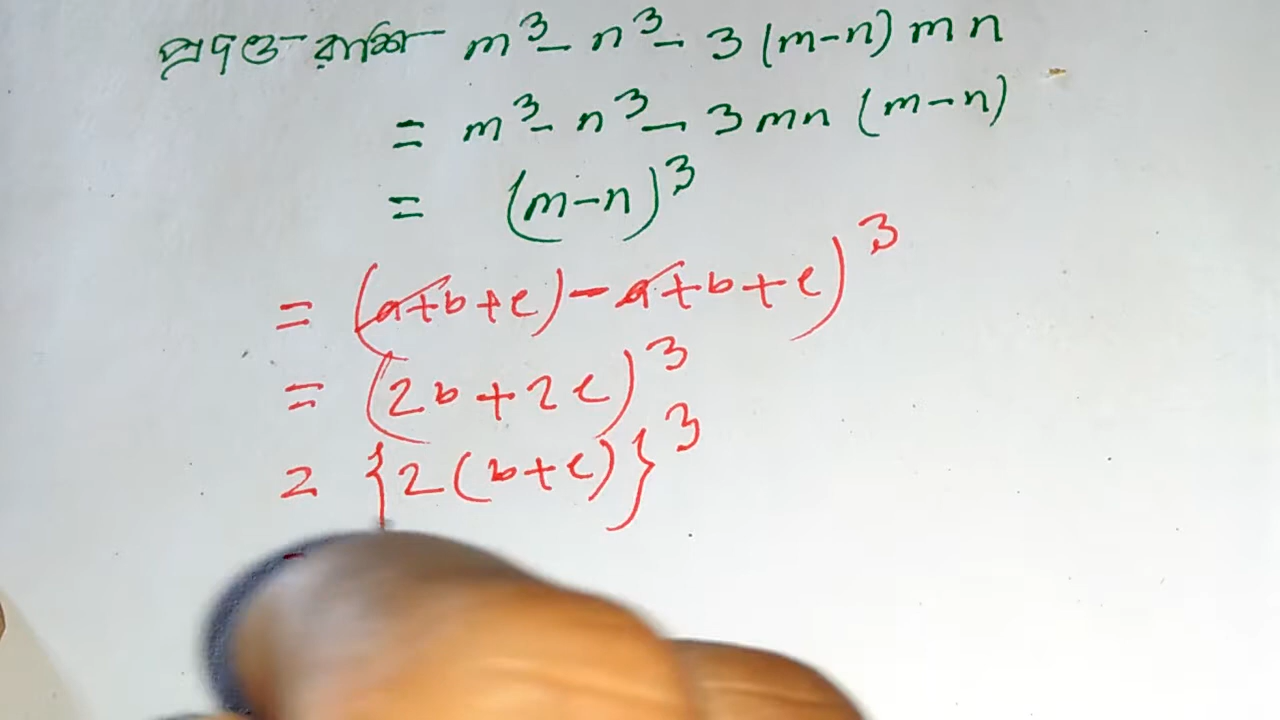 প্রদত্ত রাশি m³ - n³ - 3 (m-n) mn
= m³ - n³ - 3mn (m-n)
= (m-n)³
= (a+b+c) - a+b+c)³
= (2b+2c)³
= {2(b+c)}³